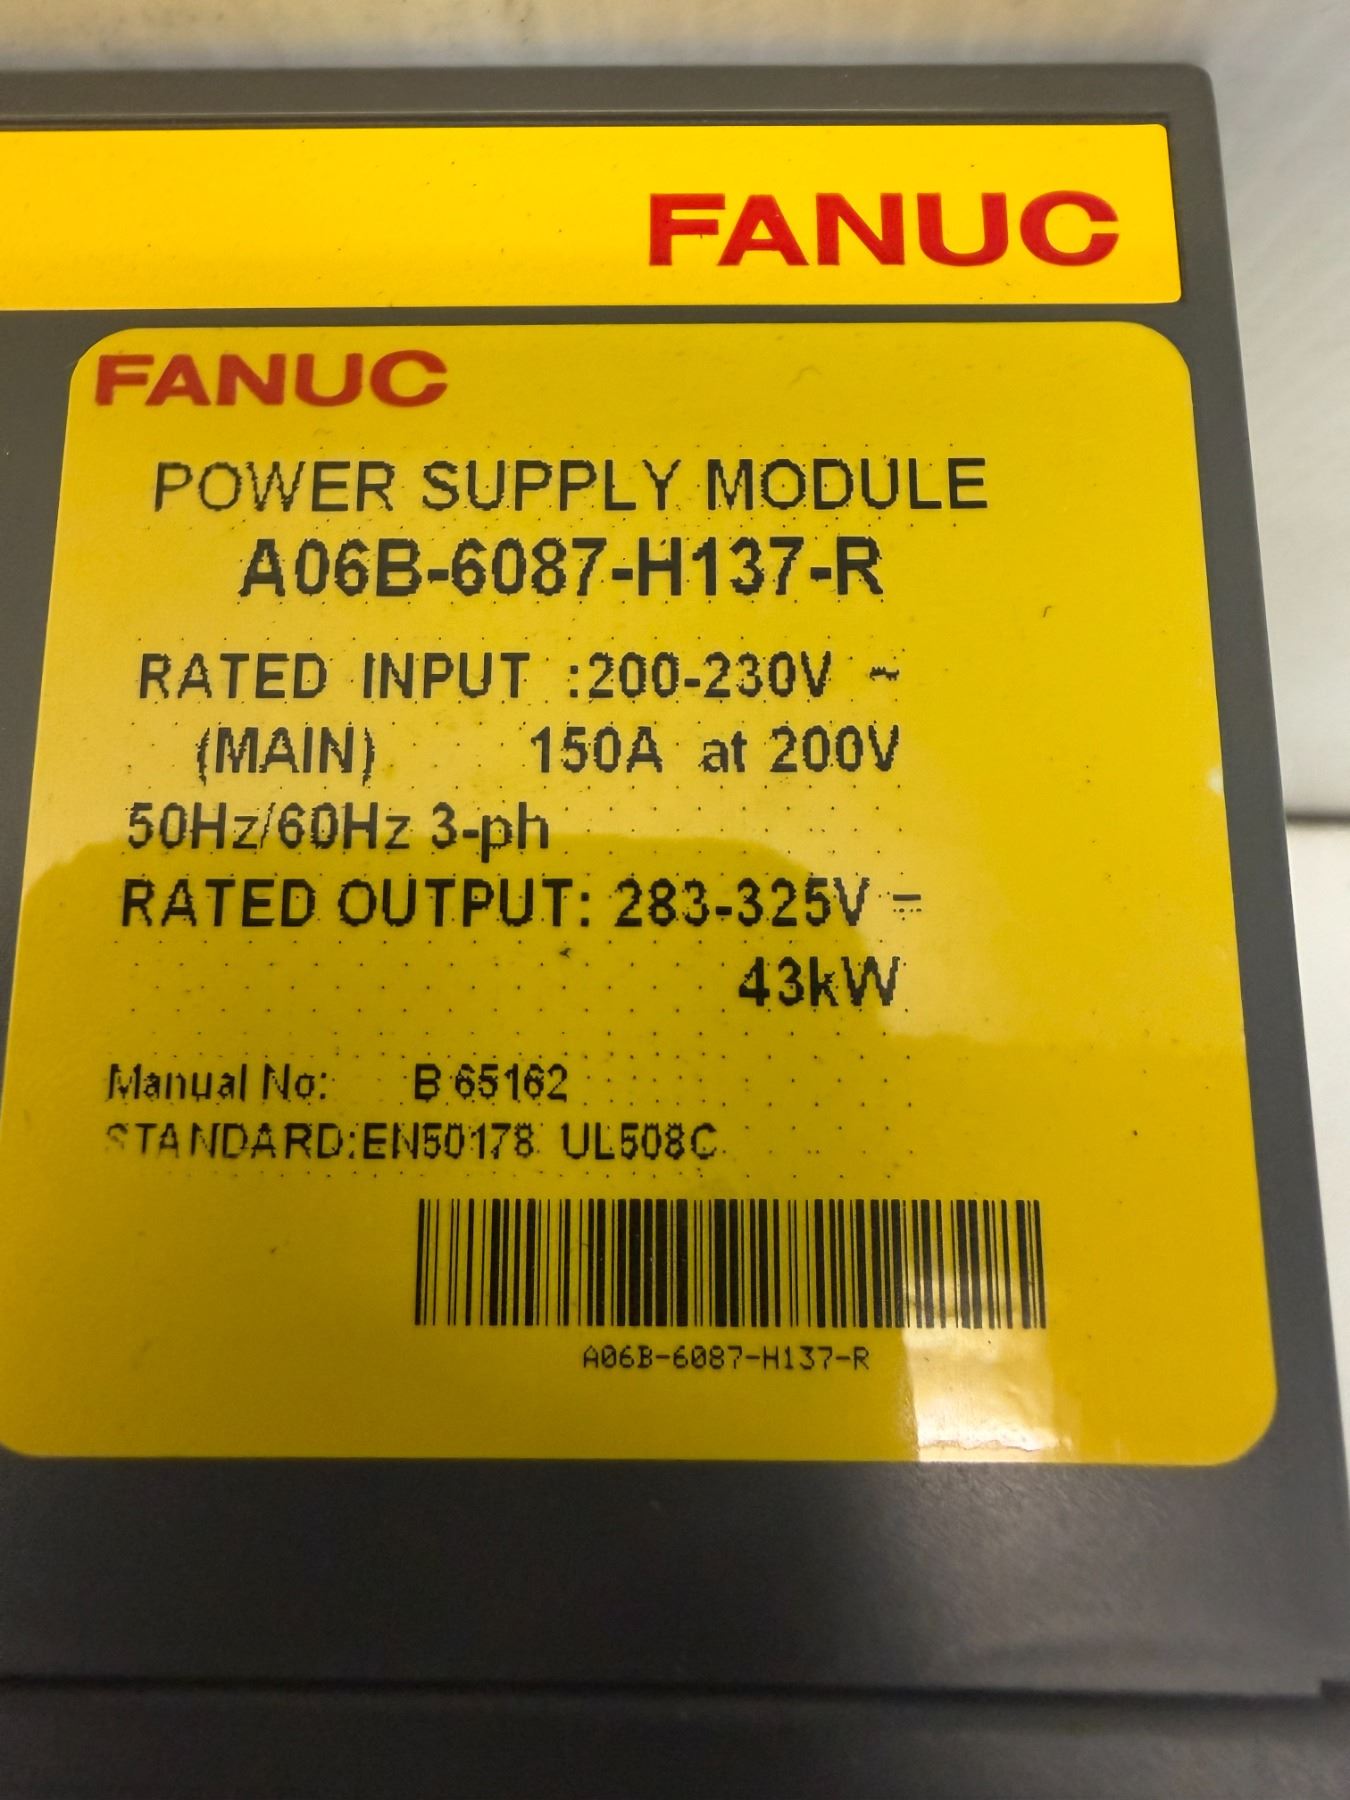 FANUC
FANUC
POWER SUPPLY MODULE
A06B-6087-H137-R
RATED INPUT :200-230V ~
(MAIN) 150A at 200V
50Hz/60Hz 3-ph
RATED OUTPUT: 283-325V ⎓
43kW
Manual No: B 65162
STANDARD:EN50178 UL508C
A06B-6087-H137-R